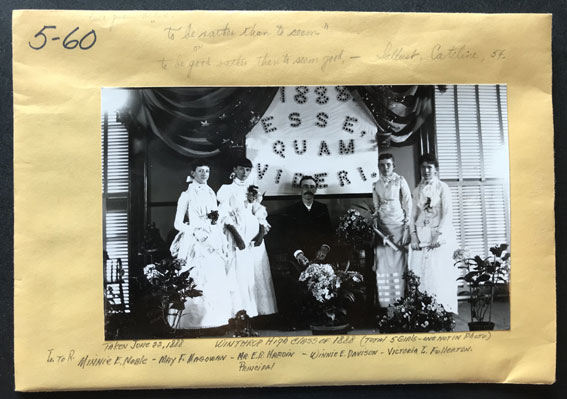 5-60
"to be rather than to seem"
or
to be good rather than to seem good. — Sallust, Catiline, 54.
1888
ESSE,
QUAM
VIDERI.
TAKEN JUNE 22, 1888 WINTHROP HIGH CLASS OF 1888 (TOTAL 5 GIRLS - ONE NOT IN PHOTO)
L. TO R. MINNIE E. NOBLE - MAY F. MAGOWAN - MR. E.R. HARDIN - WINNIE E. DAVISON - VICTORIA L. FULLERTON.
PRINCIPAL